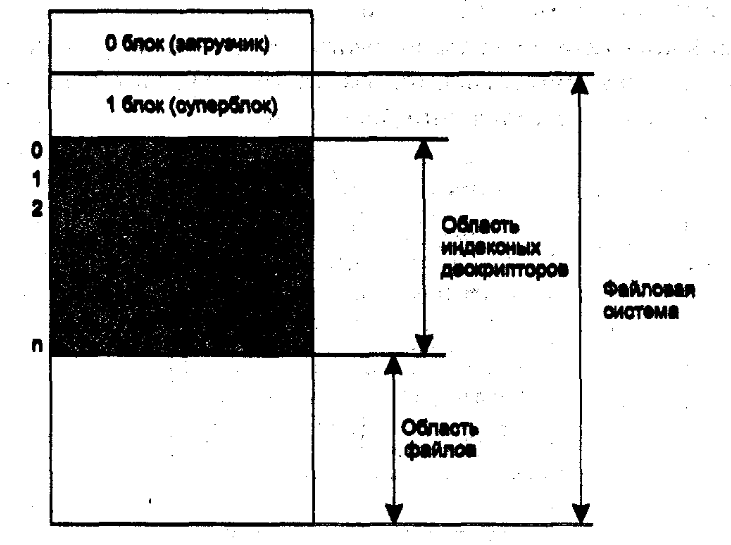 0 блок (загрузчик)
1 блок (суперблок)
0
1
2
n
Область
индексных
дескрипторов
Файловая
система
Область
файлов